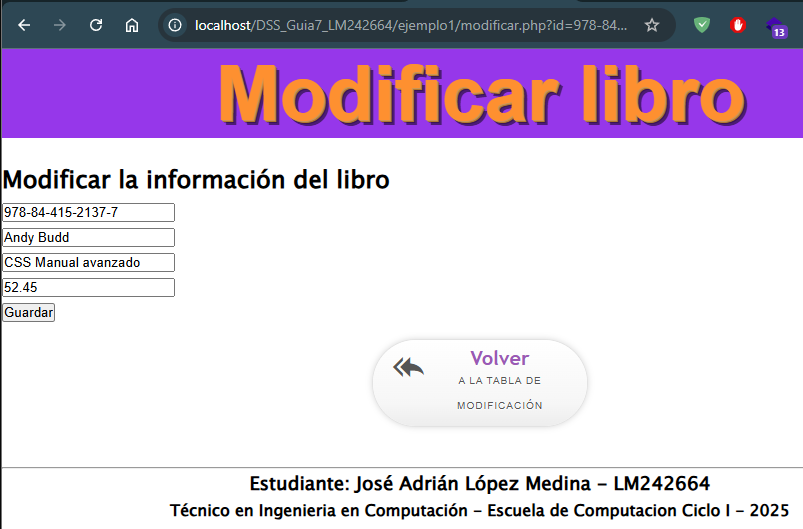 localhost/DSS_Guia7_LM242664/ejemplo1/modificar.php?id=978-84...
13
Modificar libro
Modificar la información del libro
978-84-415-2137-7
Andy Budd
CSS Manual avanzado
52.45
Guardar
Volver
A LA TABLA DE
MODIFICACIÓN
Estudiante: José Adrián López Medina - LM242664
Técnico en Ingenieria en Computación - Escuela de Computacion Ciclo I - 2025